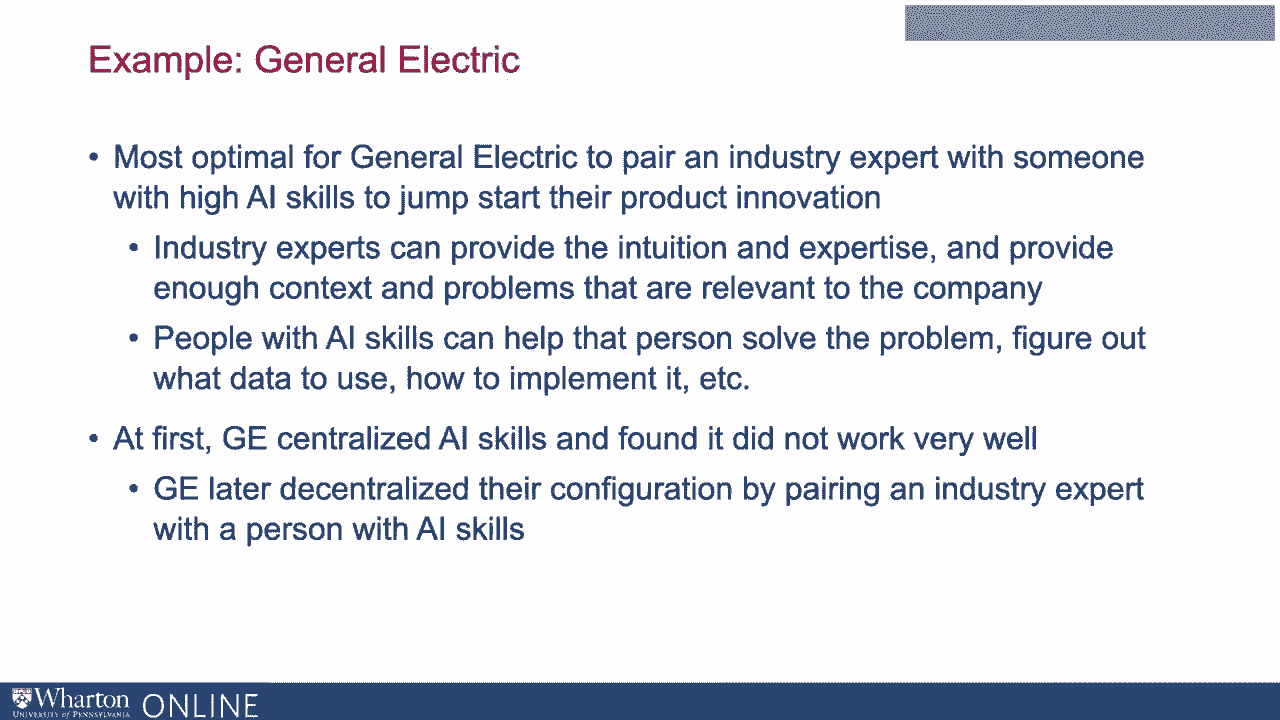 Example: General Electric
• Most optimal for General Electric to pair an industry expert with someone
with high AI skills to jump start their product innovation
• Industry experts can provide the intuition and expertise, and provide
enough context and problems that are relevant to the company
• People with AI skills can help that person solve the problem, figure out
what data to use, how to implement it, etc.
• At first, GE centralized AI skills and found it did not work very well
• GE later decentralized their configuration by pairing an industry expert
with a person with AI skills
Wharton ONLINE
UNIVERSITY of PENNSYLVANIA